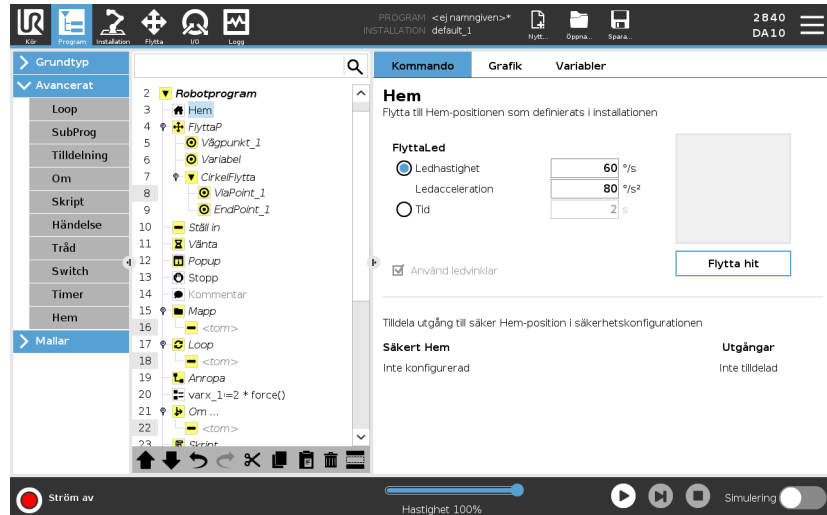 UR
PROGRAM <ej namngiven>*
INSTALLATION default_1
2840
DA10
Kör
Program
Installation
Flytta
I/O
Logg
Nytt...
Öppna...
Spara...
Grundtyp
Avancerat
Loop
SubProg
Tilldelning
Om
Skript
Händelse
Tråd
Switch
Timer
Hem
Mallar
2 Robotprogram
3 Hem
4 FlyttaP
5 Vägpunkt_1
6 Variabel
7 CirkelFlytta
8 ViaPoint_1
9 EndPoint_1
10 Ställ in
11 Vänta
12 Popup
13 Stopp
14 Kommentar
15 Mapp
16 <tom>
17 Loop
18 <tom>
19 Anropa
20 varx_1≔2 * force()
21 Om ...
22 <tom>
23 Skript
Kommando Grafik Variabler
Hem
Flytta till Hem-positionen som definierats i installationen
FlyttaLed
Ledhastighet 60 °/s
Ledacceleration 80 °/s²
Tid 2 s
Använd ledvinklar
Flytta hit
Tilldela utgång till säker Hem-position i säkerhetskonfigurationen
Säkert Hem Utgångar
Inte konfigurerad Inte tilldelad
Ström av
Hastighet 100%
Simulering